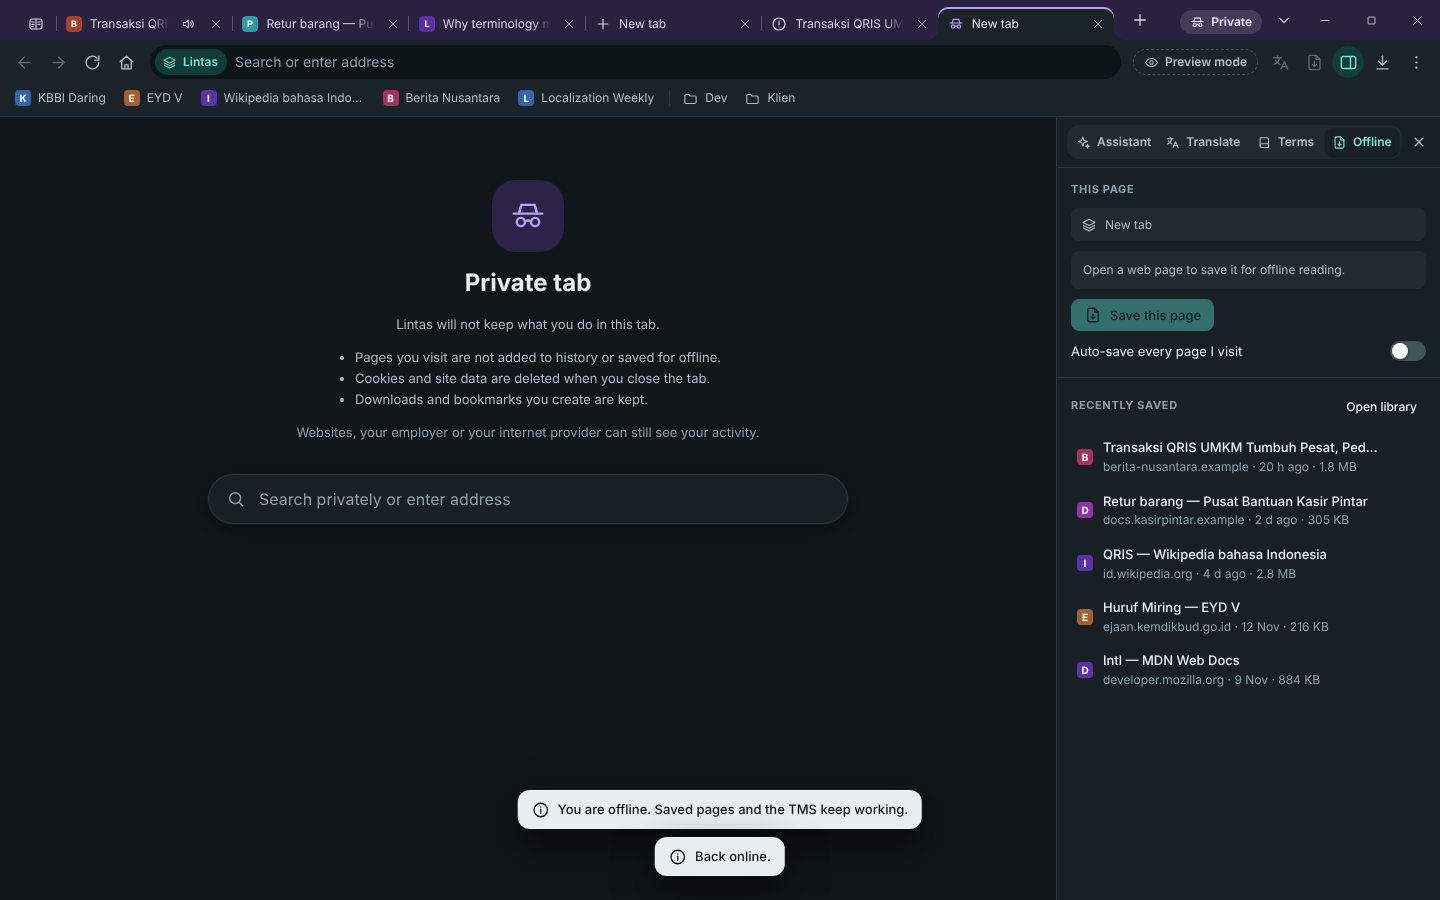 B Transaksi QRI
P Retur barang — Pu
L Why terminology m
New tab
Transaksi QRIS UM
New tab
Private
Lintas Search or enter address
Preview mode
K KBBI Daring
E EYD V
I Wikipedia bahasa Indo...
B Berita Nusantara
L Localization Weekly
Dev
Klien
Private tab
Lintas will not keep what you do in this tab.
• Pages you visit are not added to history or saved for offline.
• Cookies and site data are deleted when you close the tab.
• Downloads and bookmarks you create are kept.
Websites, your employer or your internet provider can still see your activity.
Search privately or enter address
You are offline. Saved pages and the TMS keep working.
Back online.
Assistant
Translate
Terms
Offline
THIS PAGE
New tab
Open a web page to save it for offline reading.
Save this page
Auto-save every page I visit
RECENTLY SAVED
Open library
B Transaksi QRIS UMKM Tumbuh Pesat, Ped...
berita-nusantara.example · 20 h ago · 1.8 MB
D Retur barang — Pusat Bantuan Kasir Pintar
docs.kasirpintar.example · 2 d ago · 305 KB
I QRIS — Wikipedia bahasa Indonesia
id.wikipedia.org · 4 d ago · 2.8 MB
E Huruf Miring — EYD V
ejaan.kemdikbud.go.id · 12 Nov · 216 KB
D Intl — MDN Web Docs
developer.mozilla.org · 9 Nov · 884 KB